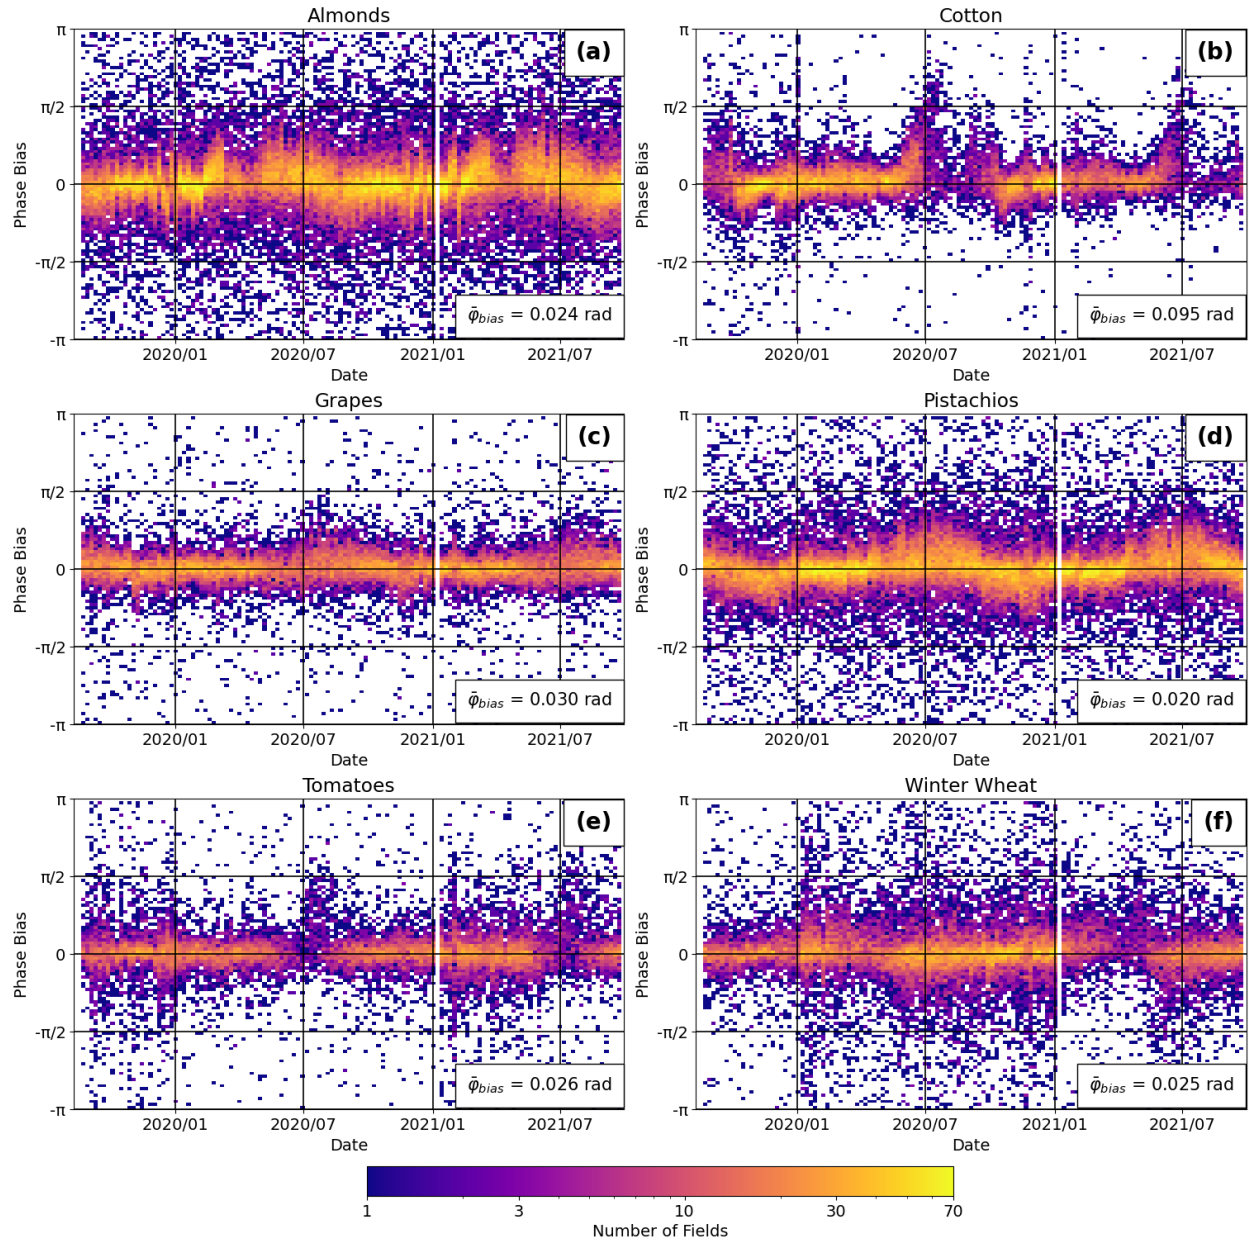 Almonds
Cotton
(a)
(b)
π
π/2
0
-π/2
-π
Phase Bias
φ̄bias = 0.024 rad
2020/01 2020/07 2021/01 2021/07
Date
π
π/2
0
-π/2
-π
Phase Bias
φ̄bias = 0.095 rad
2020/01 2020/07 2021/01 2021/07
Date
Grapes
Pistachios
(c)
(d)
π
π/2
0
-π/2
-π
Phase Bias
φ̄bias = 0.030 rad
2020/01 2020/07 2021/01 2021/07
Date
π
π/2
0
-π/2
-π
Phase Bias
φ̄bias = 0.020 rad
2020/01 2020/07 2021/01 2021/07
Date
Tomatoes
Winter Wheat
(e)
(f)
π
π/2
0
-π/2
-π
Phase Bias
φ̄bias = 0.026 rad
2020/01 2020/07 2021/01 2021/07
Date
π
π/2
0
-π/2
-π
Phase Bias
φ̄bias = 0.025 rad
2020/01 2020/07 2021/01 2021/07
Date
1 3 10 30 70
Number of Fields